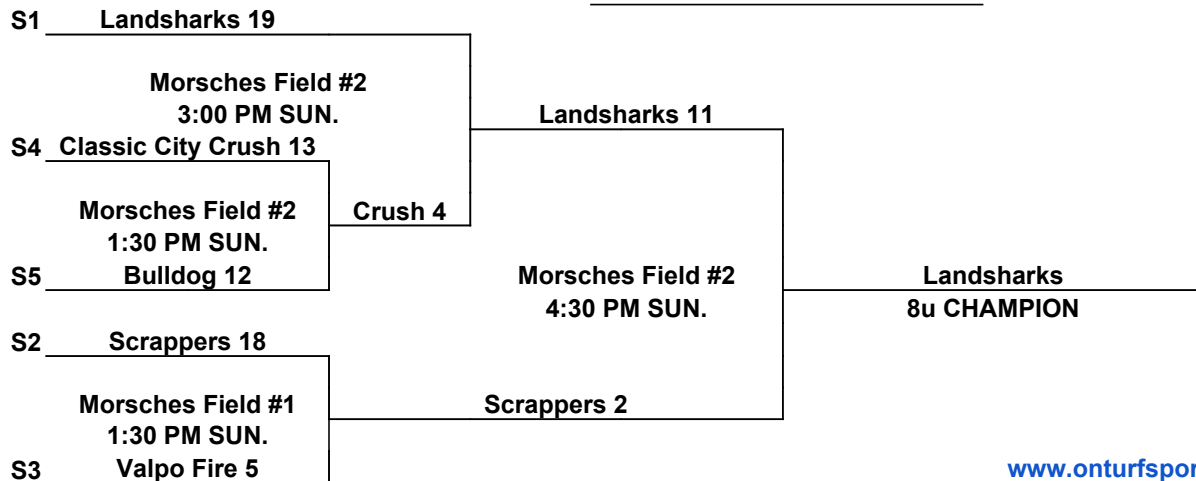 S1 Landsharks 19
Morsches Field #2
3:00 PM SUN.
Landsharks 11
S4 Classic City Crush 13
Morsches Field #2
1:30 PM SUN.
Crush 4
S5 Bulldog 12
Morsches Field #2
4:30 PM SUN.
Landsharks
8u CHAMPION
S2 Scrappers 18
Morsches Field #1
1:30 PM SUN.
Scrappers 2
S3 Valpo Fire 5
www.onturfspor